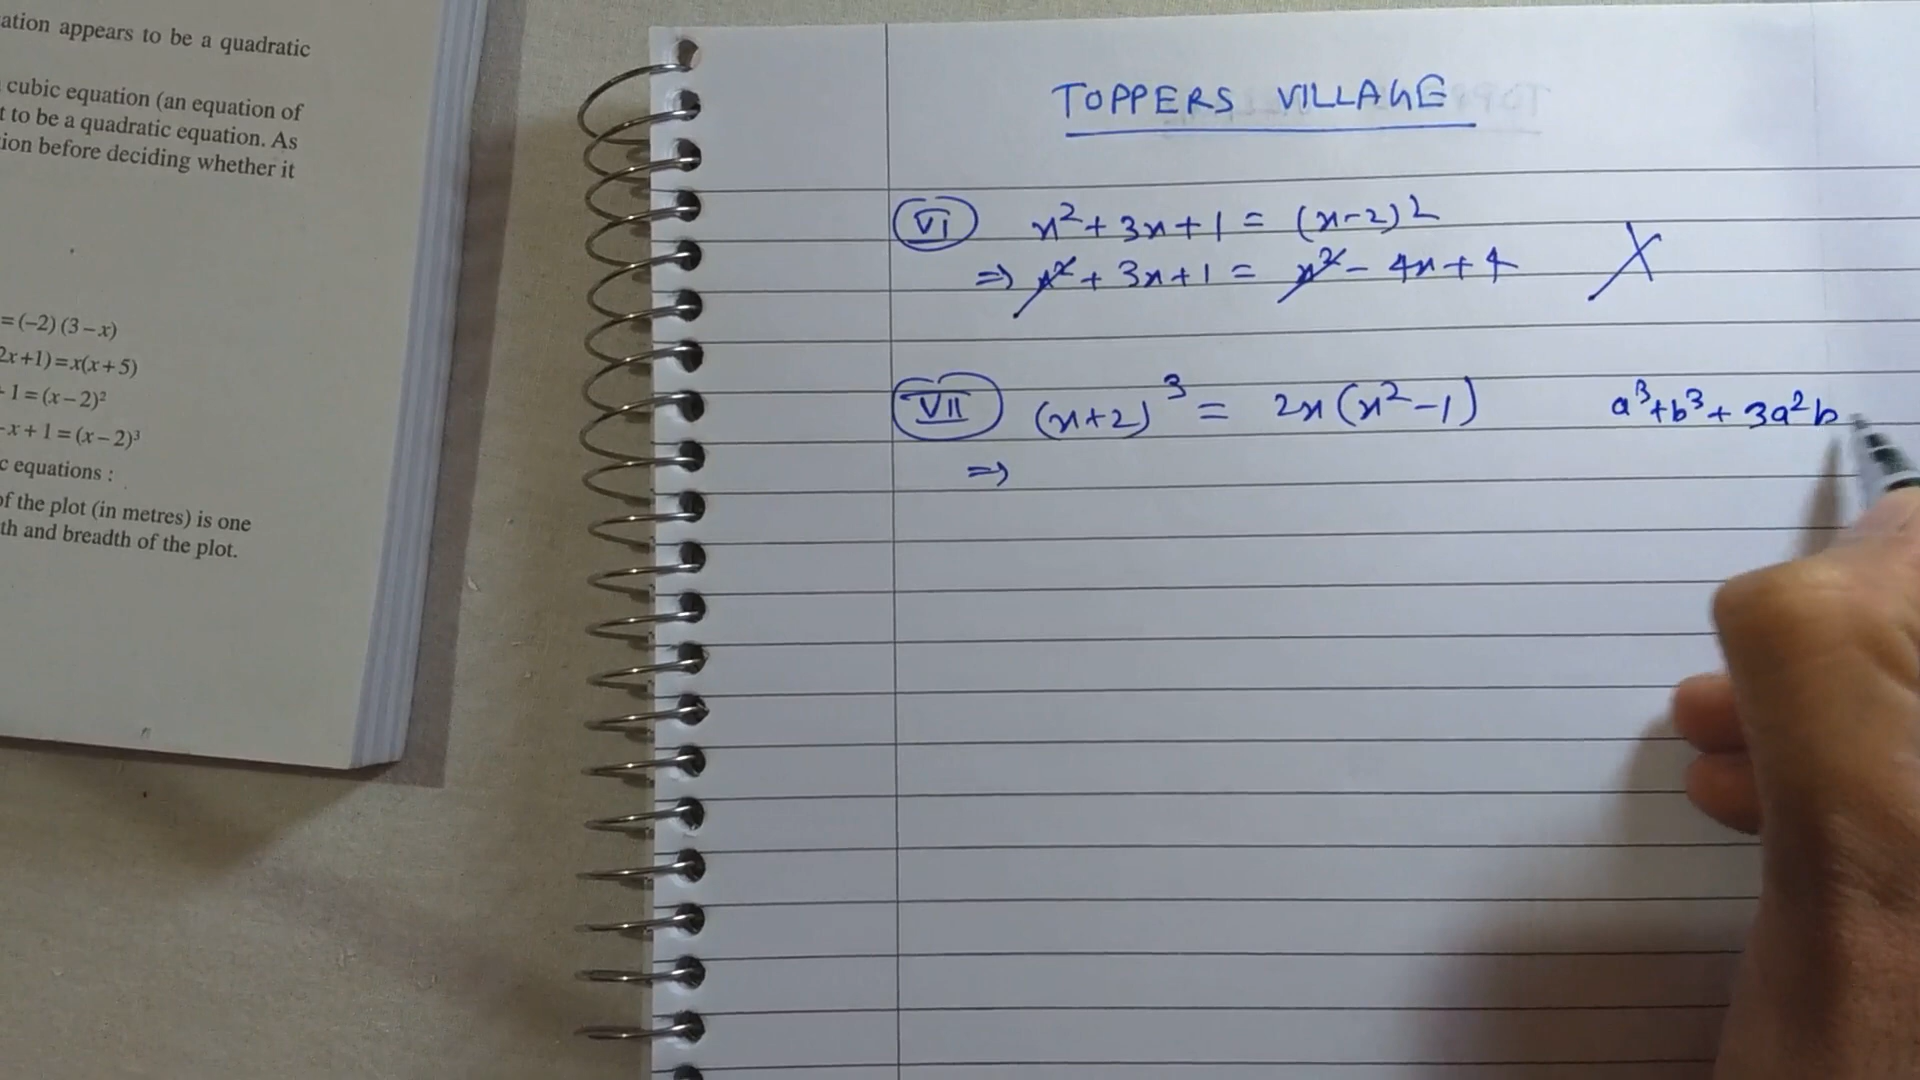 ation appears to be a quadratic
cubic equation (an equation of
t to be a quadratic equation. As
ion before deciding whether it
= (–2) (3 – x)
2x + 1) = x(x + 5)
1 = (x – 2)²
– x + 1 = (x – 2)³
c equations :
of the plot (in metres) is one
th and breadth of the plot.
TOPPERS VILLAGE
VI x² + 3x + 1 = (x-2)2
⇒ x² + 3x + 1 = x² - 4x + 4 X
VII (x+2)³ = 2x(x²-1) a³+b³+ 3a²b
⇒